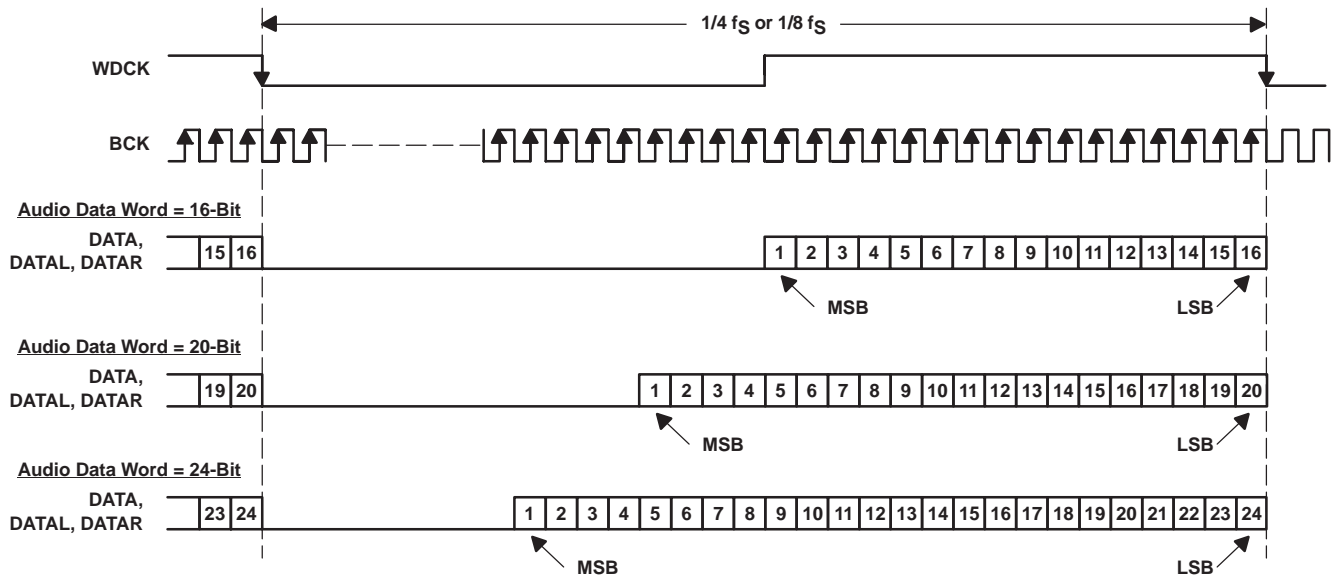 1/4 fS or 1/8 fS
WDCK
BCK
Audio Data Word = 16-Bit
DATA,
DATAL, DATAR
15 16 1 2 3 4 5 6 7 8 9 10 11 12 13 14 15 16
MSB LSB
Audio Data Word = 20-Bit
DATA,
DATAL, DATAR
19 20 1 2 3 4 5 6 7 8 9 10 11 12 13 14 15 16 17 18 19 20
MSB LSB
Audio Data Word = 24-Bit
DATA,
DATAL, DATAR
23 24 1 2 3 4 5 6 7 8 9 10 11 12 13 14 15 16 17 18 19 20 21 22 23 24
MSB LSB